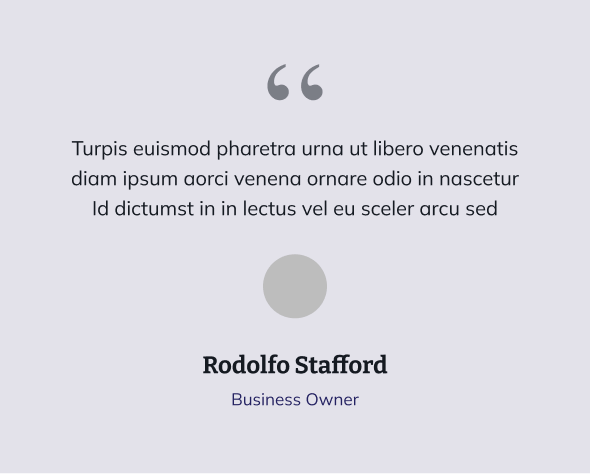 “
Turpis euismod pharetra urna ut libero venenatis
diam ipsum aorci venena ornare odio in nascetur
Id dictumst in in lectus vel eu sceler arcu sed
Rodolfo Stafford
Business Owner